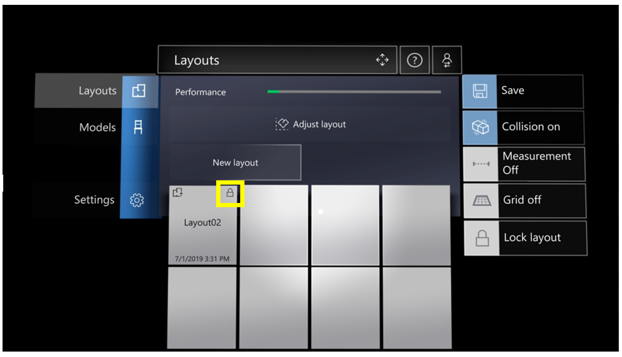 Layouts
?
Layouts
Performance
Save
Models
Adjust layout
Collision on
Measurement
Off
New layout
Settings
Grid off
Layout02
Lock layout
7/1/2019 3:31 PM